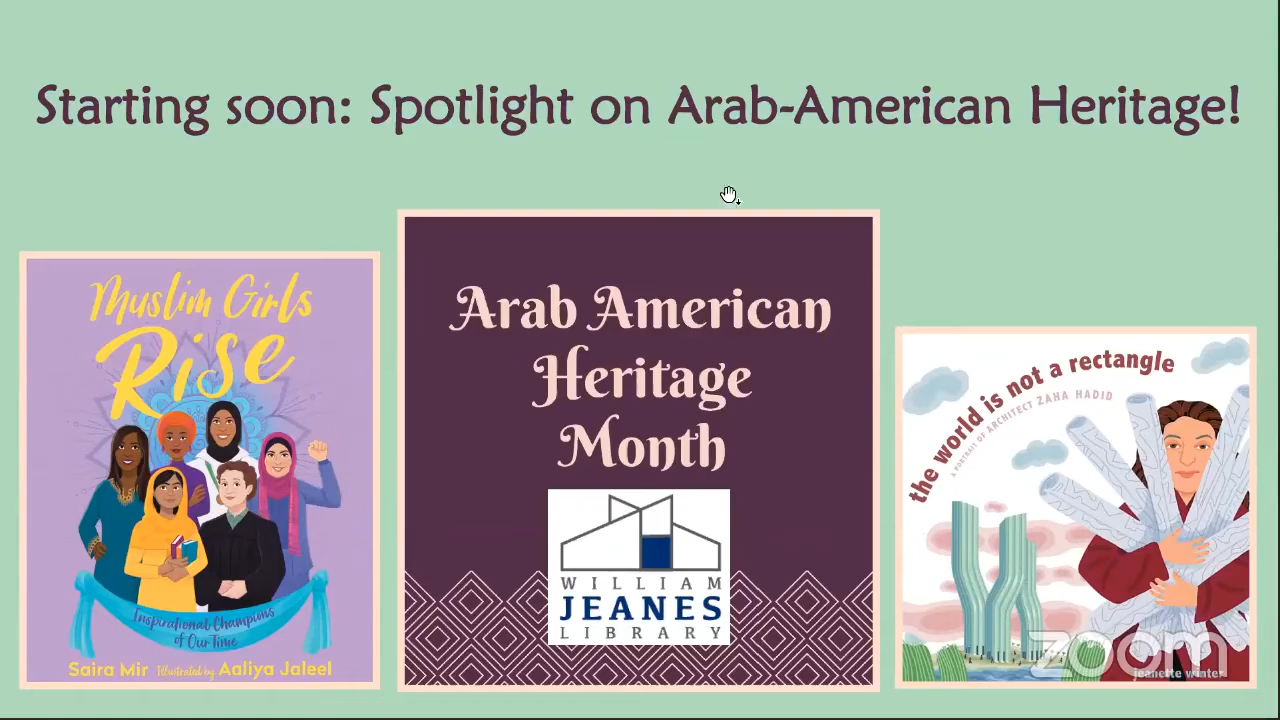 Starting soon: Spotlight on Arab-American Heritage!
Muslim Girls
Rise
Inspirational Champions
of Our Time
Saira Mir Illustrated by Aaliya Jaleel
Arab American
Heritage
Month
WILLIAM
JEANES
LIBRARY
the world is not a rectangle
A PORTRAIT OF ARCHITECT ZAHA HADID
zoom
jeanette winter